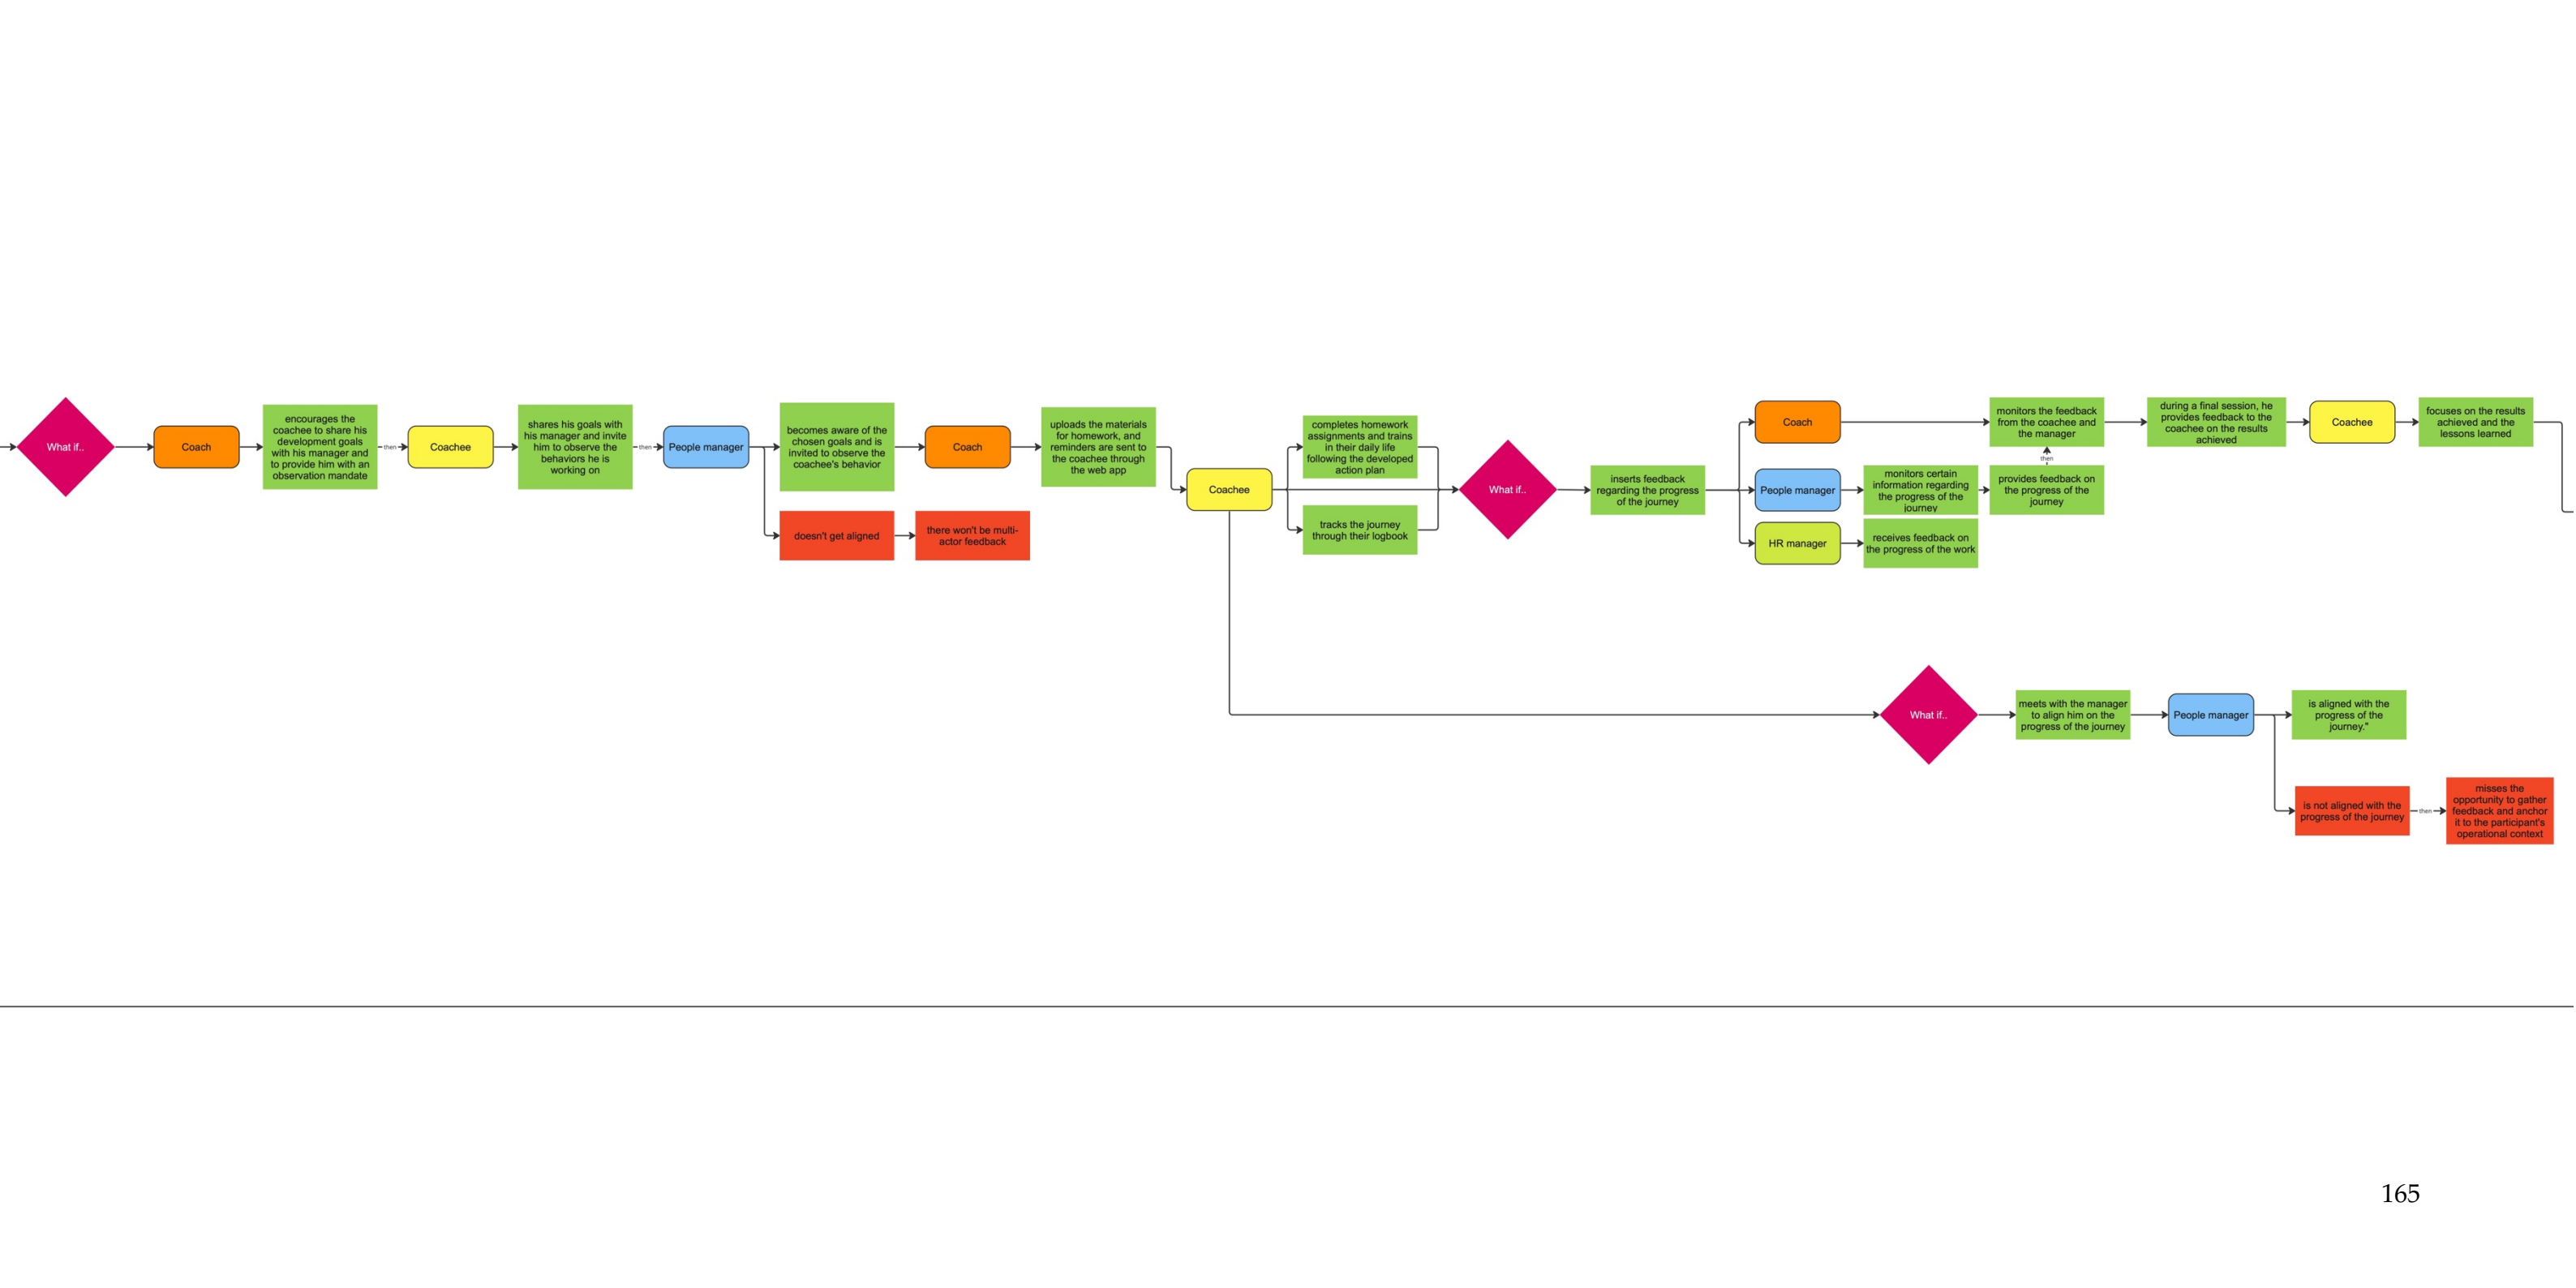 What if..
Coach
encourages the
coachee to share his
development goals
with his manager and
to provide him with an
observation mandate
then
Coachee
shares his goals with
his manager and invite
him to observe the
behaviors he is
working on
then
People manager
becomes aware of the
chosen goals and is
invited to observe the
coachee's behavior
doesn't get aligned
there won't be multi-
actor feedback
Coach
uploads the materials
for homework, and
reminders are sent to
the coachee through
the web app
Coachee
completes homework
assignments and trains
in their daily life
following the developed
action plan
tracks the journey
through their logbook
What if..
inserts feedback
regarding the progress
of the journey
Coach
monitors the feedback
from the coachee and
the manager
during a final session, he
provides feedback to the
coachee on the results
achieved
Coachee
focuses on the results
achieved and the
lessons learned
People manager
monitors certain
information regarding
the progress of the
journey
then
provides feedback on
the progress of the
journey
HR manager
receives feedback on
the progress of the work
What if..
meets with the manager
to align him on the
progress of the journey
People manager
is aligned with the
progress of the
journey."
is not aligned with the
progress of the journey
then
misses the
opportunity to gather
feedback and anchor
it to the participant's
operational context
165